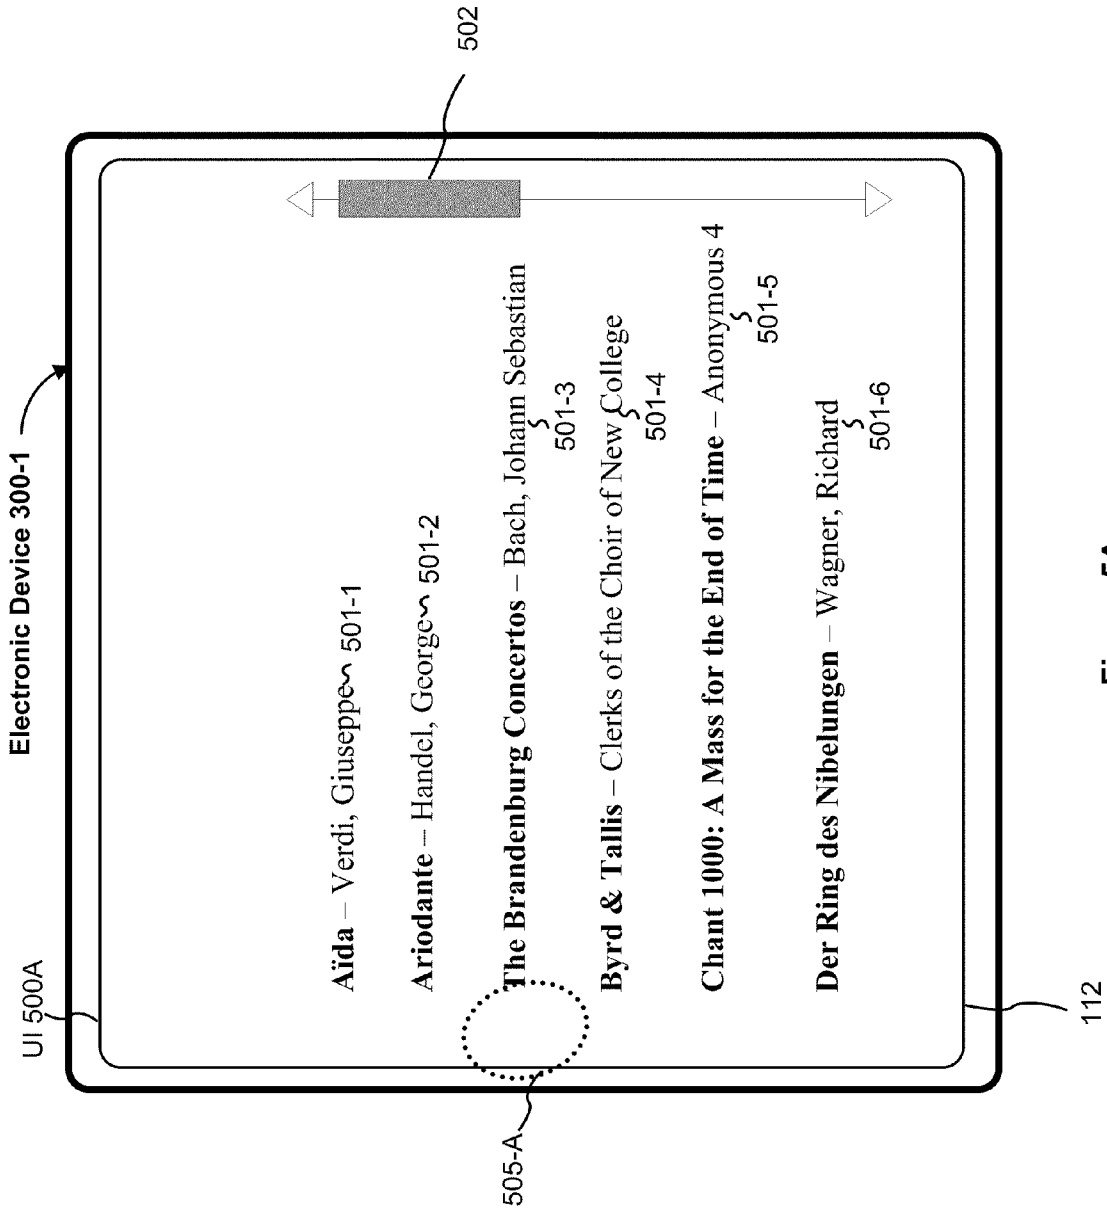 Electronic Device 300-1
UI 500A
502
Aïda – Verdi, Giuseppe 501-1
Ariodante – Handel, George 501-2
The Brandenburg Concertos – Bach, Johann Sebastian
501-3
Byrd & Tallis – Clerks of the Choir of New College
501-4
Chant 1000: A Mass for the End of Time – Anonymous 4
501-5
Der Ring des Nibelungen – Wagner, Richard
501-6
505-A
112